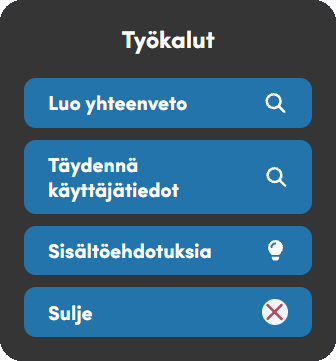 Työkalut
Luo yhteenveto
Täydennä
käyttäjätiedot
Sisältöehdotuksia
Sulje